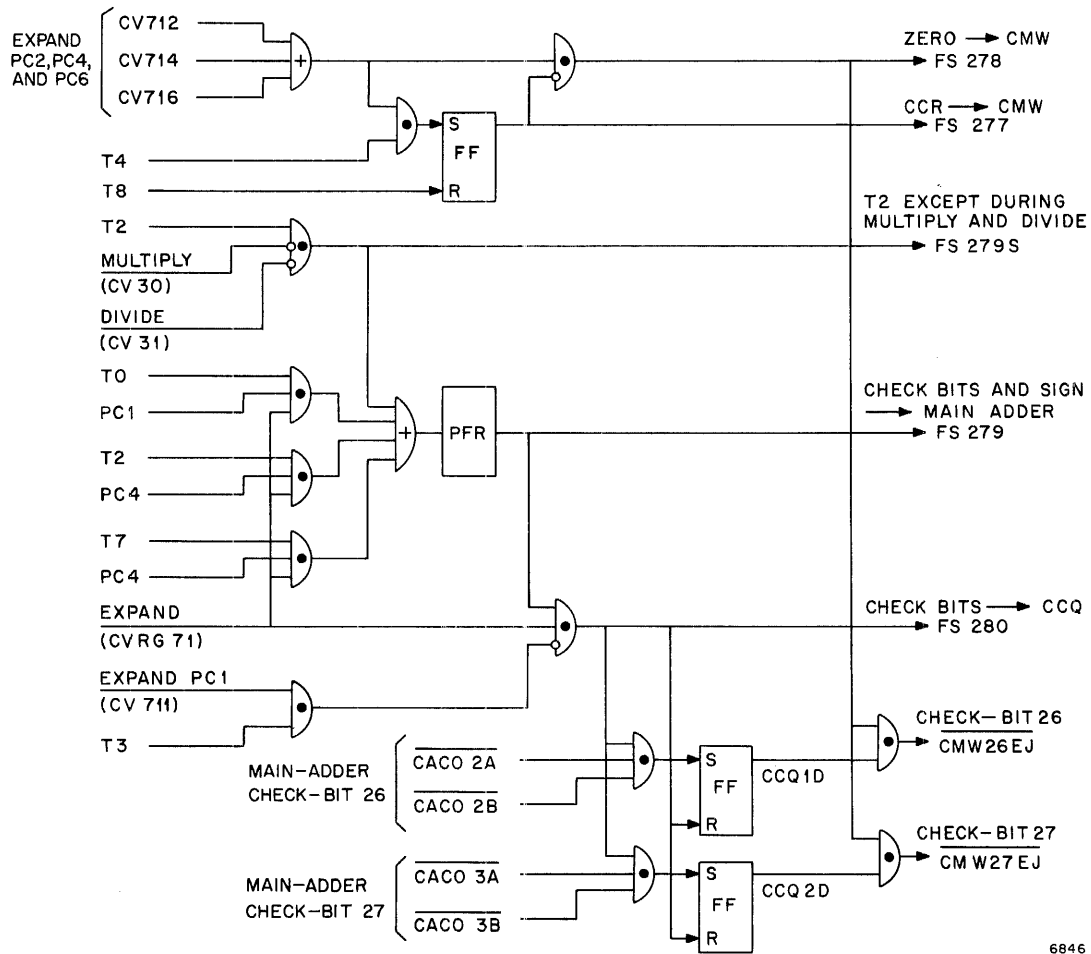 EXPAND
PC2, PC4,
AND PC6
CV712
CV714
CV716
+
ZERO → CMW
FS 278
CCR → CMW
FS 277
T4
T8
S
FF
R
T2
MULTIPLY
(CV 30)
DIVIDE
(CV 31)
T2 EXCEPT DURING
MULTIPLY AND DIVIDE
FS 279S
T0
PC1
T2
PC4
T7
PC4
+
PFR
CHECK BITS AND SIGN
→ MAIN ADDER
FS 279
EXPAND
(CVRG 71)
CHECK BITS → CCQ
FS 280
EXPAND PC1
(CV 711)
T3
MAIN-ADDER
CHECK-BIT 26
CACO 2A
CACO 2B
S
FF
R
CCQ1D
CHECK-BIT 26
CMW26EJ
MAIN-ADDER
CHECK-BIT 27
CACO 3A
CACO 3B
S
FF
R
CCQ2D
CHECK-BIT 27
CMW27EJ
6846